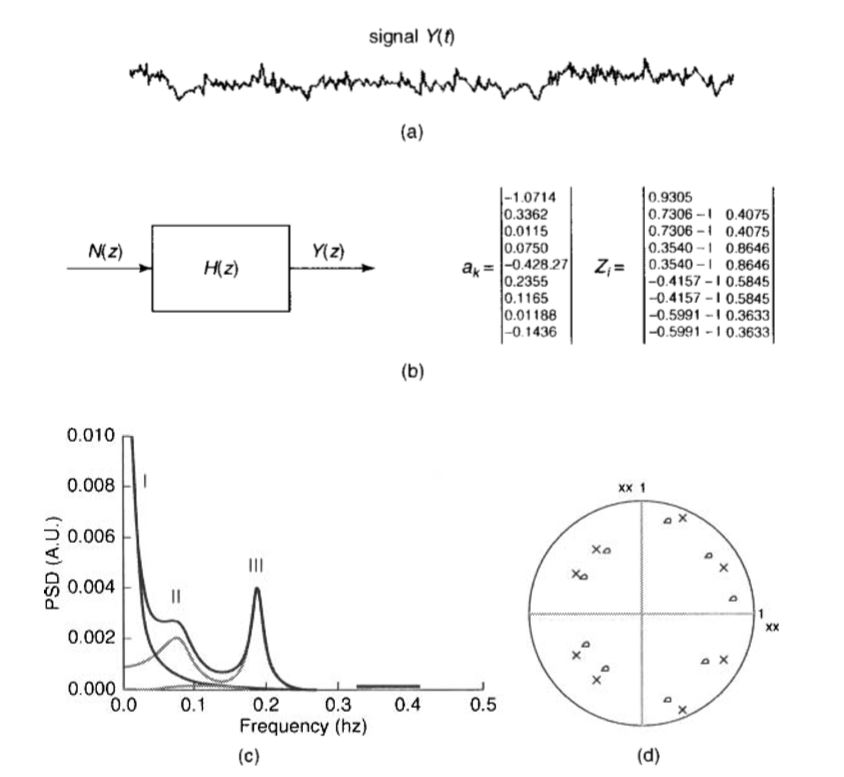 signal Y(t)
(a)
N(z) H(z) Y(z)
a_k = Z_i =
-1.0714
0.3362
0.0115
0.0750
-0.428.27
0.2355
0.1165
0.01188
-0.1436
0.9305
0.7306 - I 0.4075
0.7306 - I 0.4075
0.3540 - I 0.8646
0.3540 - I 0.8646
-0.4157 - I 0.5845
-0.4157 - I 0.5845
-0.5991 - I 0.3633
-0.5991 - I 0.3633
(b)
PSD (A.U.)
0.010
0.008
0.006
0.004
0.002
0.000
I
II
III
0.0 0.1 0.2 0.3 0.4 0.5
Frequency (hz)
(c)
xx 1
1
xx
(d)